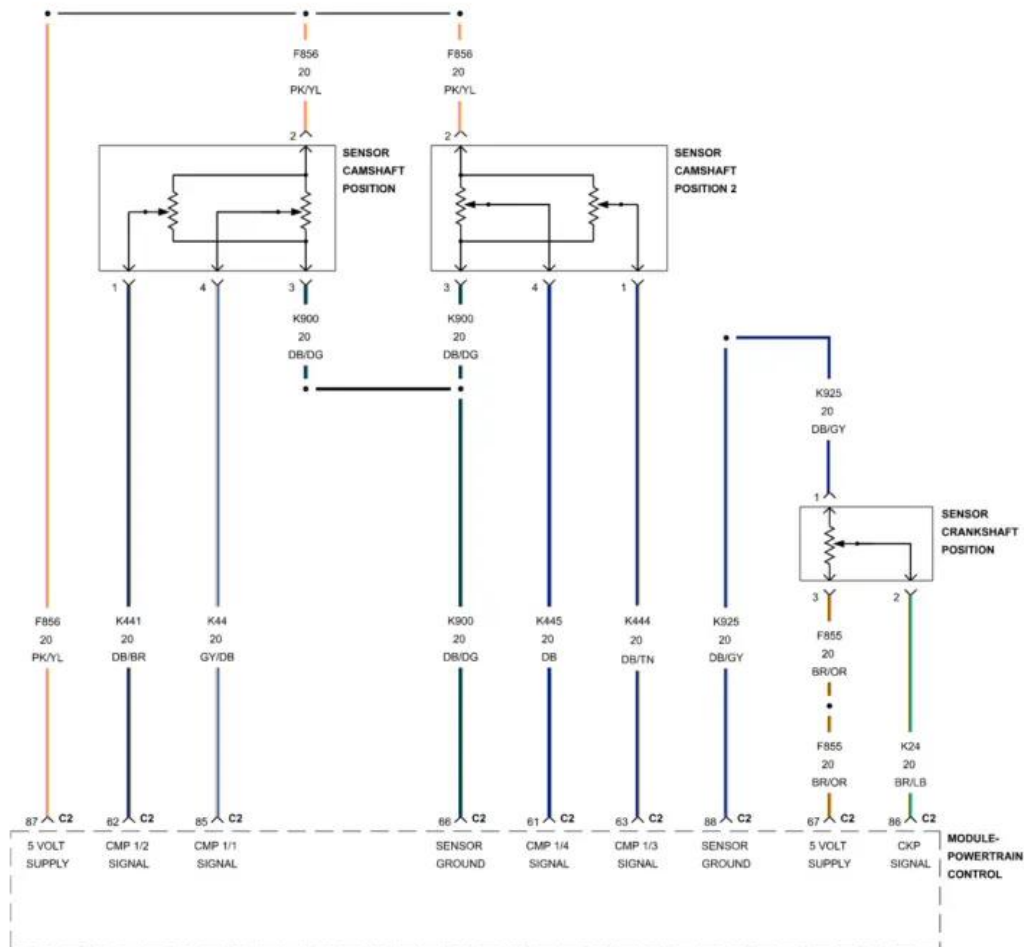 F856
20
PK/YL
F856
20
PK/YL
2
2
SENSOR
CAMSHAFT
POSITION
SENSOR
CAMSHAFT
POSITION 2
1
4
3
3
4
1
K900
20
DB/DG
K900
20
DB/DG
K925
20
DB/GY
1
SENSOR
CRANKSHAFT
POSITION
3
2
F856
20
PK/YL
K441
20
DB/BR
K44
20
GY/DB
K900
20
DB/DG
K445
20
DB
K444
20
DB/TN
K925
20
DB/GY
F855
20
BR/OR
F855
20
BR/OR
K24
20
BR/LB
87 C2
62 C2
85 C2
66 C2
61 C2
63 C2
88 C2
67 C2
86 C2
5 VOLT
SUPPLY
CMP 1/2
SIGNAL
CMP 1/1
SIGNAL
SENSOR
GROUND
CMP 1/4
SIGNAL
CMP 1/3
SIGNAL
SENSOR
GROUND
5 VOLT
SUPPLY
CKP
SIGNAL
MODULE-
POWERTRAIN
CONTROL